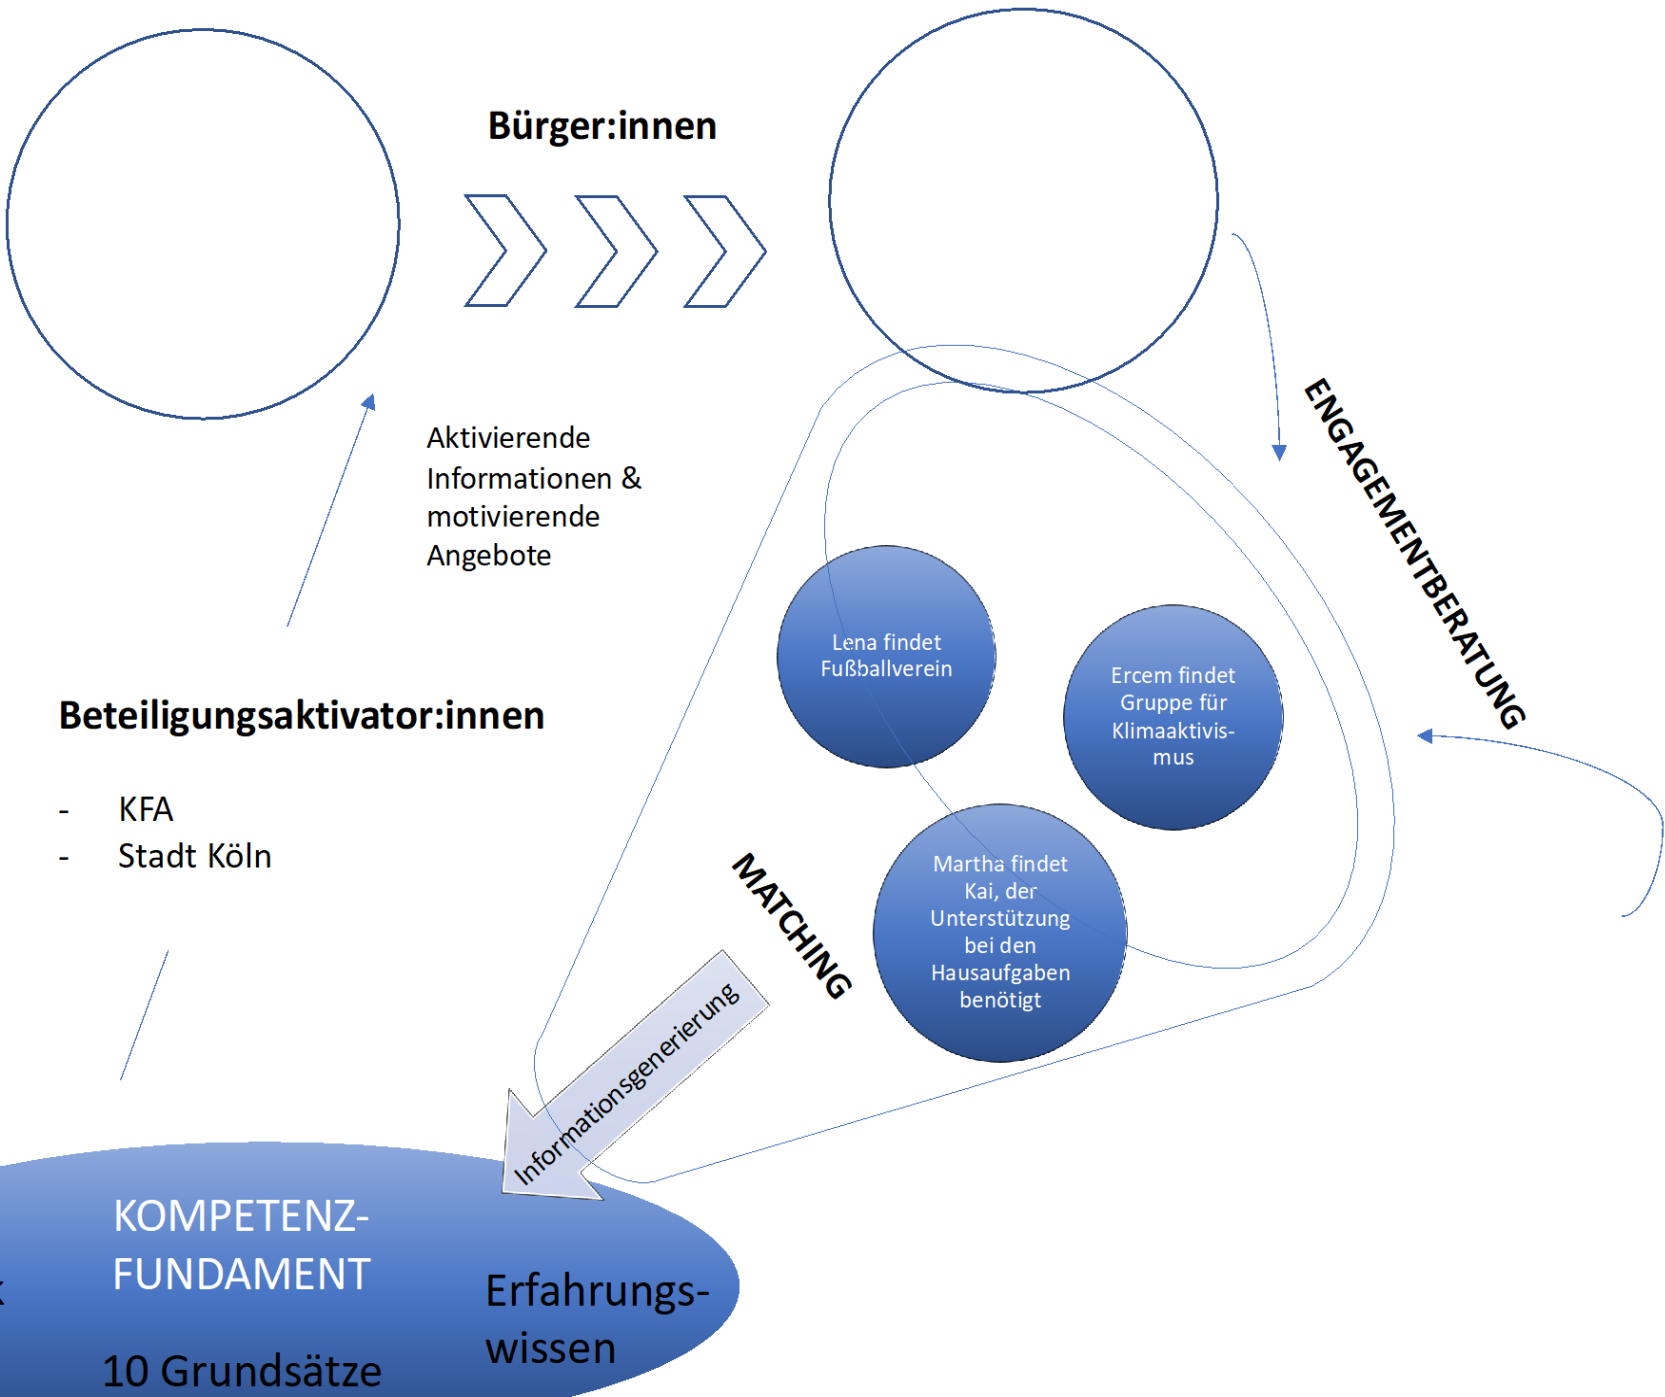 Bürger:innen
Aktivierende
Informationen &
motivierende
Angebote
ENGAGEMENTBERATUNG
Lena findet
Fußballverein
Ercem findet
Gruppe für
Klimaaktivis-
mus
Beteiligungsaktivator:innen
- KFA
- Stadt Köln
Martha findet
Kai, der
Unterstützung
bei den
Hausaufgaben
benötigt
MATCHING
Informationsgenerierung
KOMPETENZ-
FUNDAMENT
Erfahrungs-
wissen
10 Grundsätze